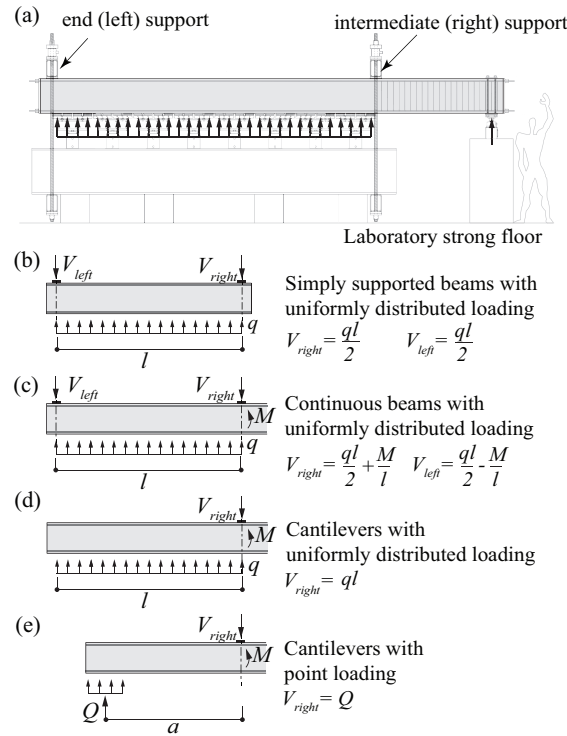 (a)
end (left) support
intermediate (right) support
Laboratory strong floor
(b)
V_left
V_right
q
l
Simply supported beams with
uniformly distributed loading
V_right = ql/2 V_left = ql/2
(c)
V_left
V_right
M
q
l
Continuous beams with
uniformly distributed loading
V_right = ql/2 + M/l V_left = ql/2 - M/l
(d)
V_right
M
q
l
Cantilevers with
uniformly distributed loading
V_right = ql
(e)
V_right
M
Q
a
Cantilevers with
point loading
V_right = Q